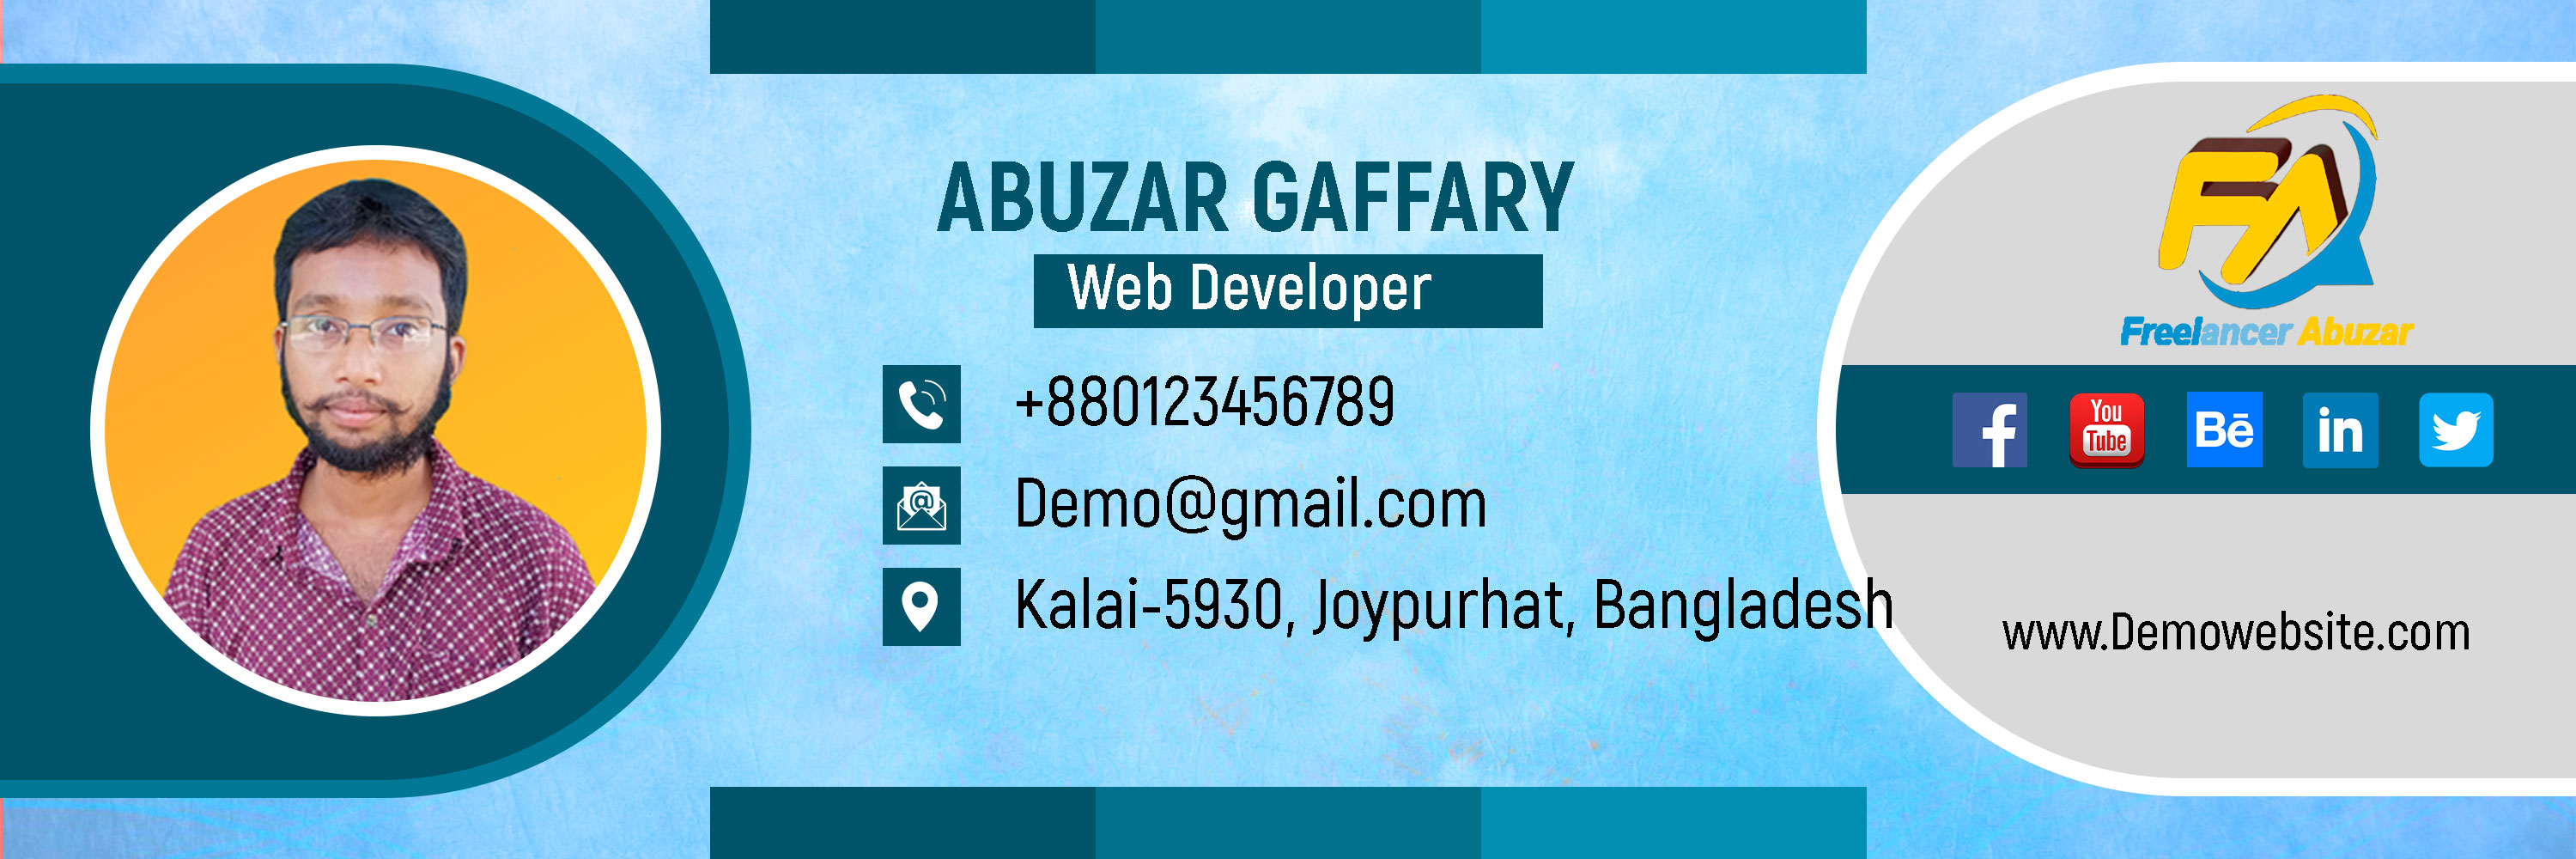 ABUZAR GAFFARY
Web Developer
+880123456789
Demo@gmail.com
Kalai-5930, Joypurhat, Bangladesh
FA
Freelancer Abuzar
f
You
Tube
Bē
in
www.Demowebsite.com